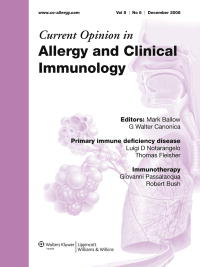 www.co-allergy.com
Vol 8 | No 6 | December 2008
Current Opinion in
Allergy and Clinical
Immunology
Editors: Mark Ballow
G Walter Canonica
Primary immune deficiency disease
Luigi D Notarangelo
Thomas Fleisher
Immunotherapy
Giovanni Passalacqua
Robert Bush
Wolters Kluwer
Health
Lippincott
Williams & Wilkins